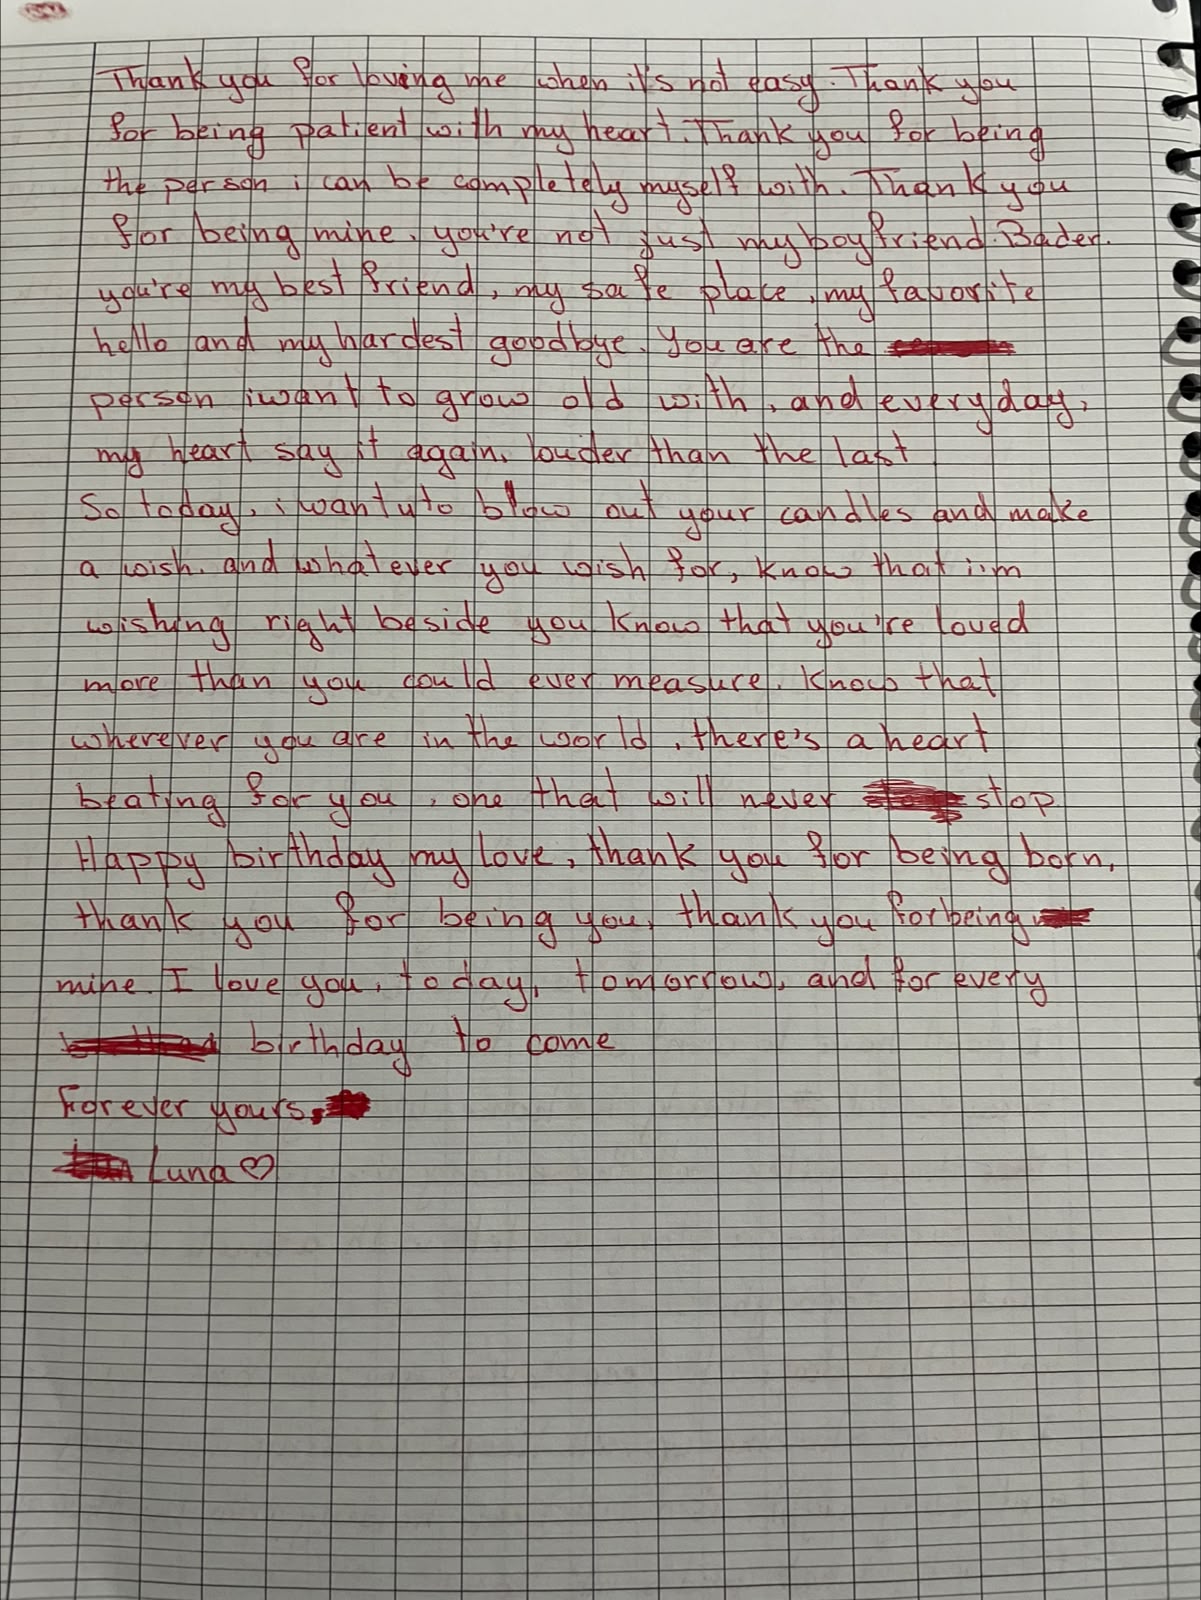 Thank you for loving me when it's not easy. Thank you
for being patient with my heart. Thank you for being
the person i can be completely myself with. Thank you
for being mine, you're not just my boyfriend. Bader.
you're my best friend, my safe place, my favorite
hello and my hardest goodbye. You are the
person i want to grow old with, and everyday,
my heart say it again, louder than the last
So today, i want u to blow out your candles and make
a wish. and whatever you wish for, know that i'm
wishing right beside you know that you're loved
more than you could ever measure. Know that
wherever you are in the world, there's a heart
beating for you, one that will never stop
Happy birthday my love, thank you for being born,
thank you for being you, thank you for being
mine. I love you, today, tomorrow, and for every
birthday to come
Forever yours,
Luna ♡